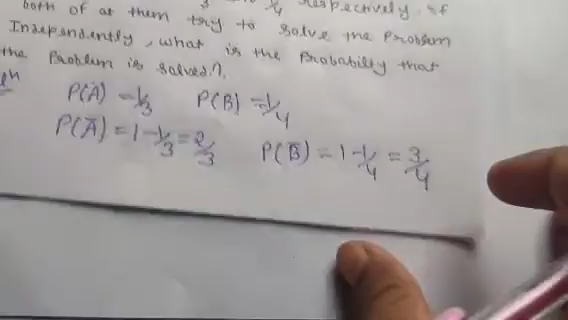 both of at them try to solve the Problem
Independently, what is the Probability that
the Problem is solved?
P(A) = 1/3 P(B) = 1/4
P(A̅) = 1 - 1/3 = 2/3 P(B̅) = 1 - 1/4 = 3/4